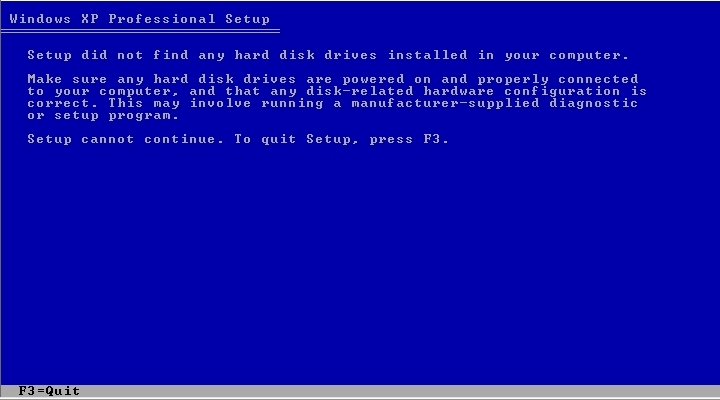 Windows XP Professional Setup
Setup did not find any hard disk drives installed in your computer.
Make sure any hard disk drives are powered on and properly connected
to your computer, and that any disk-related hardware configuration is
correct. This may involve running a manufacturer-supplied diagnostic
or setup program.
Setup cannot continue. To quit Setup, press F3.
F3=Quit